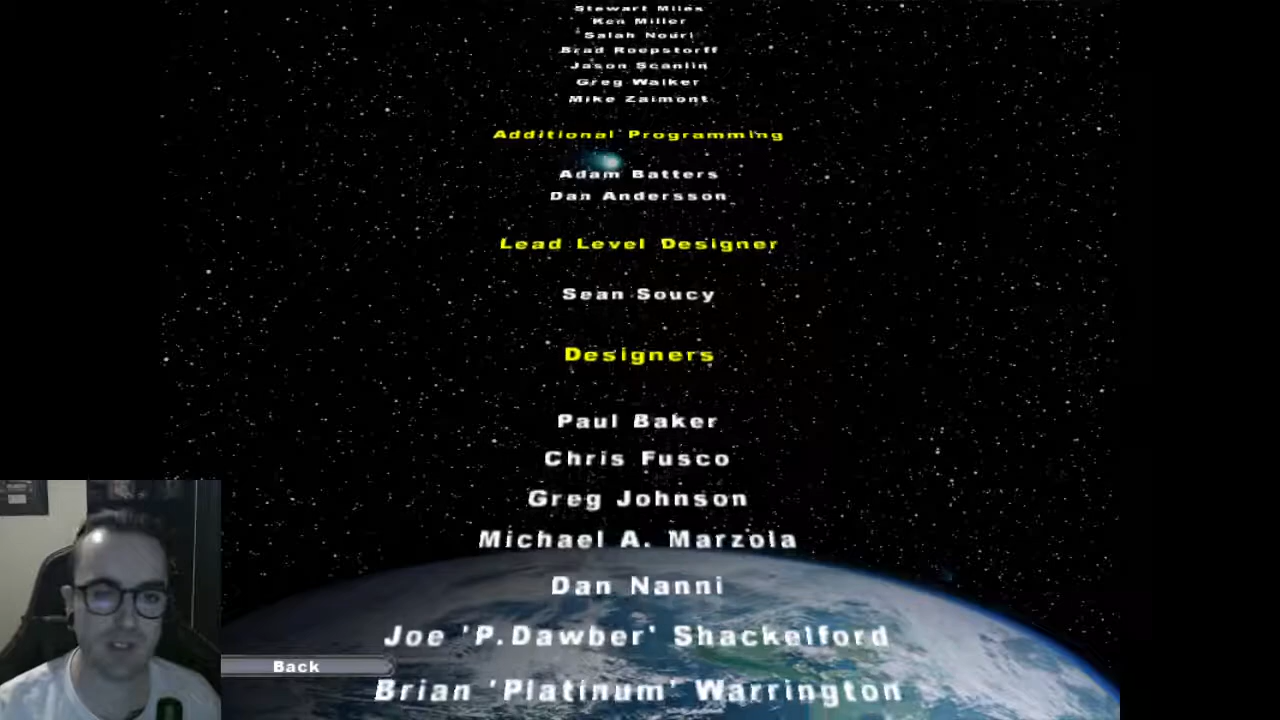 Stewart Miles
Ken Miller
Salah Nouri
Brad Roepstorff
Jason Scanlin
Greg Walker
Mike Zaimont
Additional Programming
Adam Batters
Dan Andersson
Lead Level Designer
Sean Soucy
Designers
Paul Baker
Chris Fusco
Greg Johnson
Michael A. Marzola
Dan Nanni
Joe 'P.Dawber' Shackelford
Back
Brian 'Platinum' Warrington